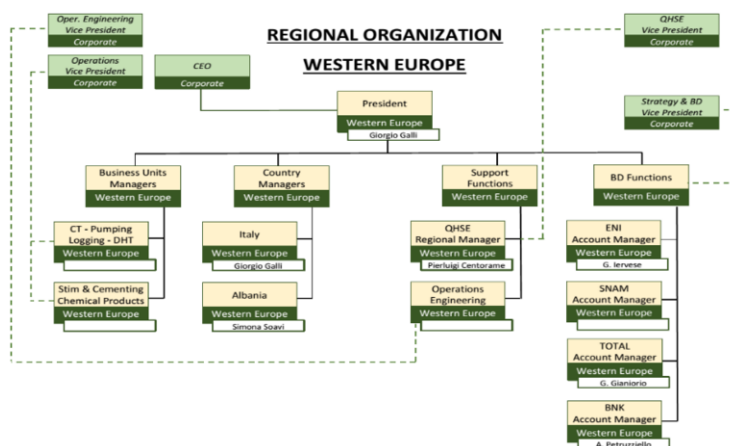 Oper. Engineering
Vice President
Corporate
Operations
Vice President
Corporate
CEO
Corporate
REGIONAL ORGANIZATION
WESTERN EUROPE
QHSE
Vice President
Corporate
Strategy & BD
Vice President
Corporate
President
Western Europe
Giorgio Galli
Business Units
Managers
Western Europe
Country
Managers
Western Europe
Support
Functions
Western Europe
BD Functions
Western Europe
CT - Pumping
Logging - DHT
Western Europe
Stim & Cementing
Chemical Products
Western Europe
Italy
Western Europe
Giorgio Galli
Albania
Western Europe
Simona Soavi
QHSE
Regional Manager
Western Europe
Pierluigi Centorame
Operations
Engineering
Western Europe
ENI
Account Manager
Western Europe
G. Iervese
SNAM
Account Manager
Western Europe
TOTAL
Account Manager
Western Europe
G. Gianiorio
BNK
Account Manager
Western Europe
A. Petruzziello